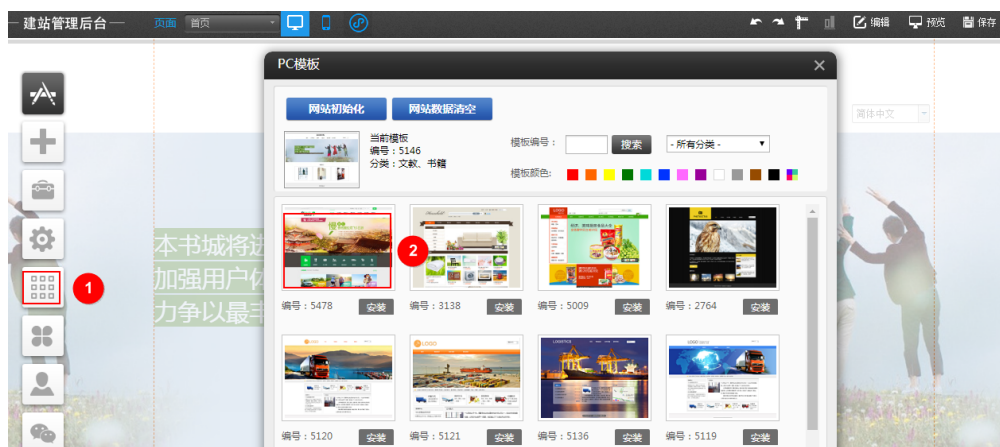 建站管理后台
页面 首页
编辑 预览 保存
PC模板
网站初始化 网站数据清空
当前模板
编号：5146
分类：文教、书籍
模板编号： 搜索 - 所有分类 -
模板颜色:
简体中文
本书城将进
加强用户体
力争以最丰
1
2
编号：5478 安装 编号：3138 安装 编号：5009 安装 编号：2764 安装
LOGO
编号：5120 安装 编号：5121 安装 编号：5136 安装 编号：5119 安装